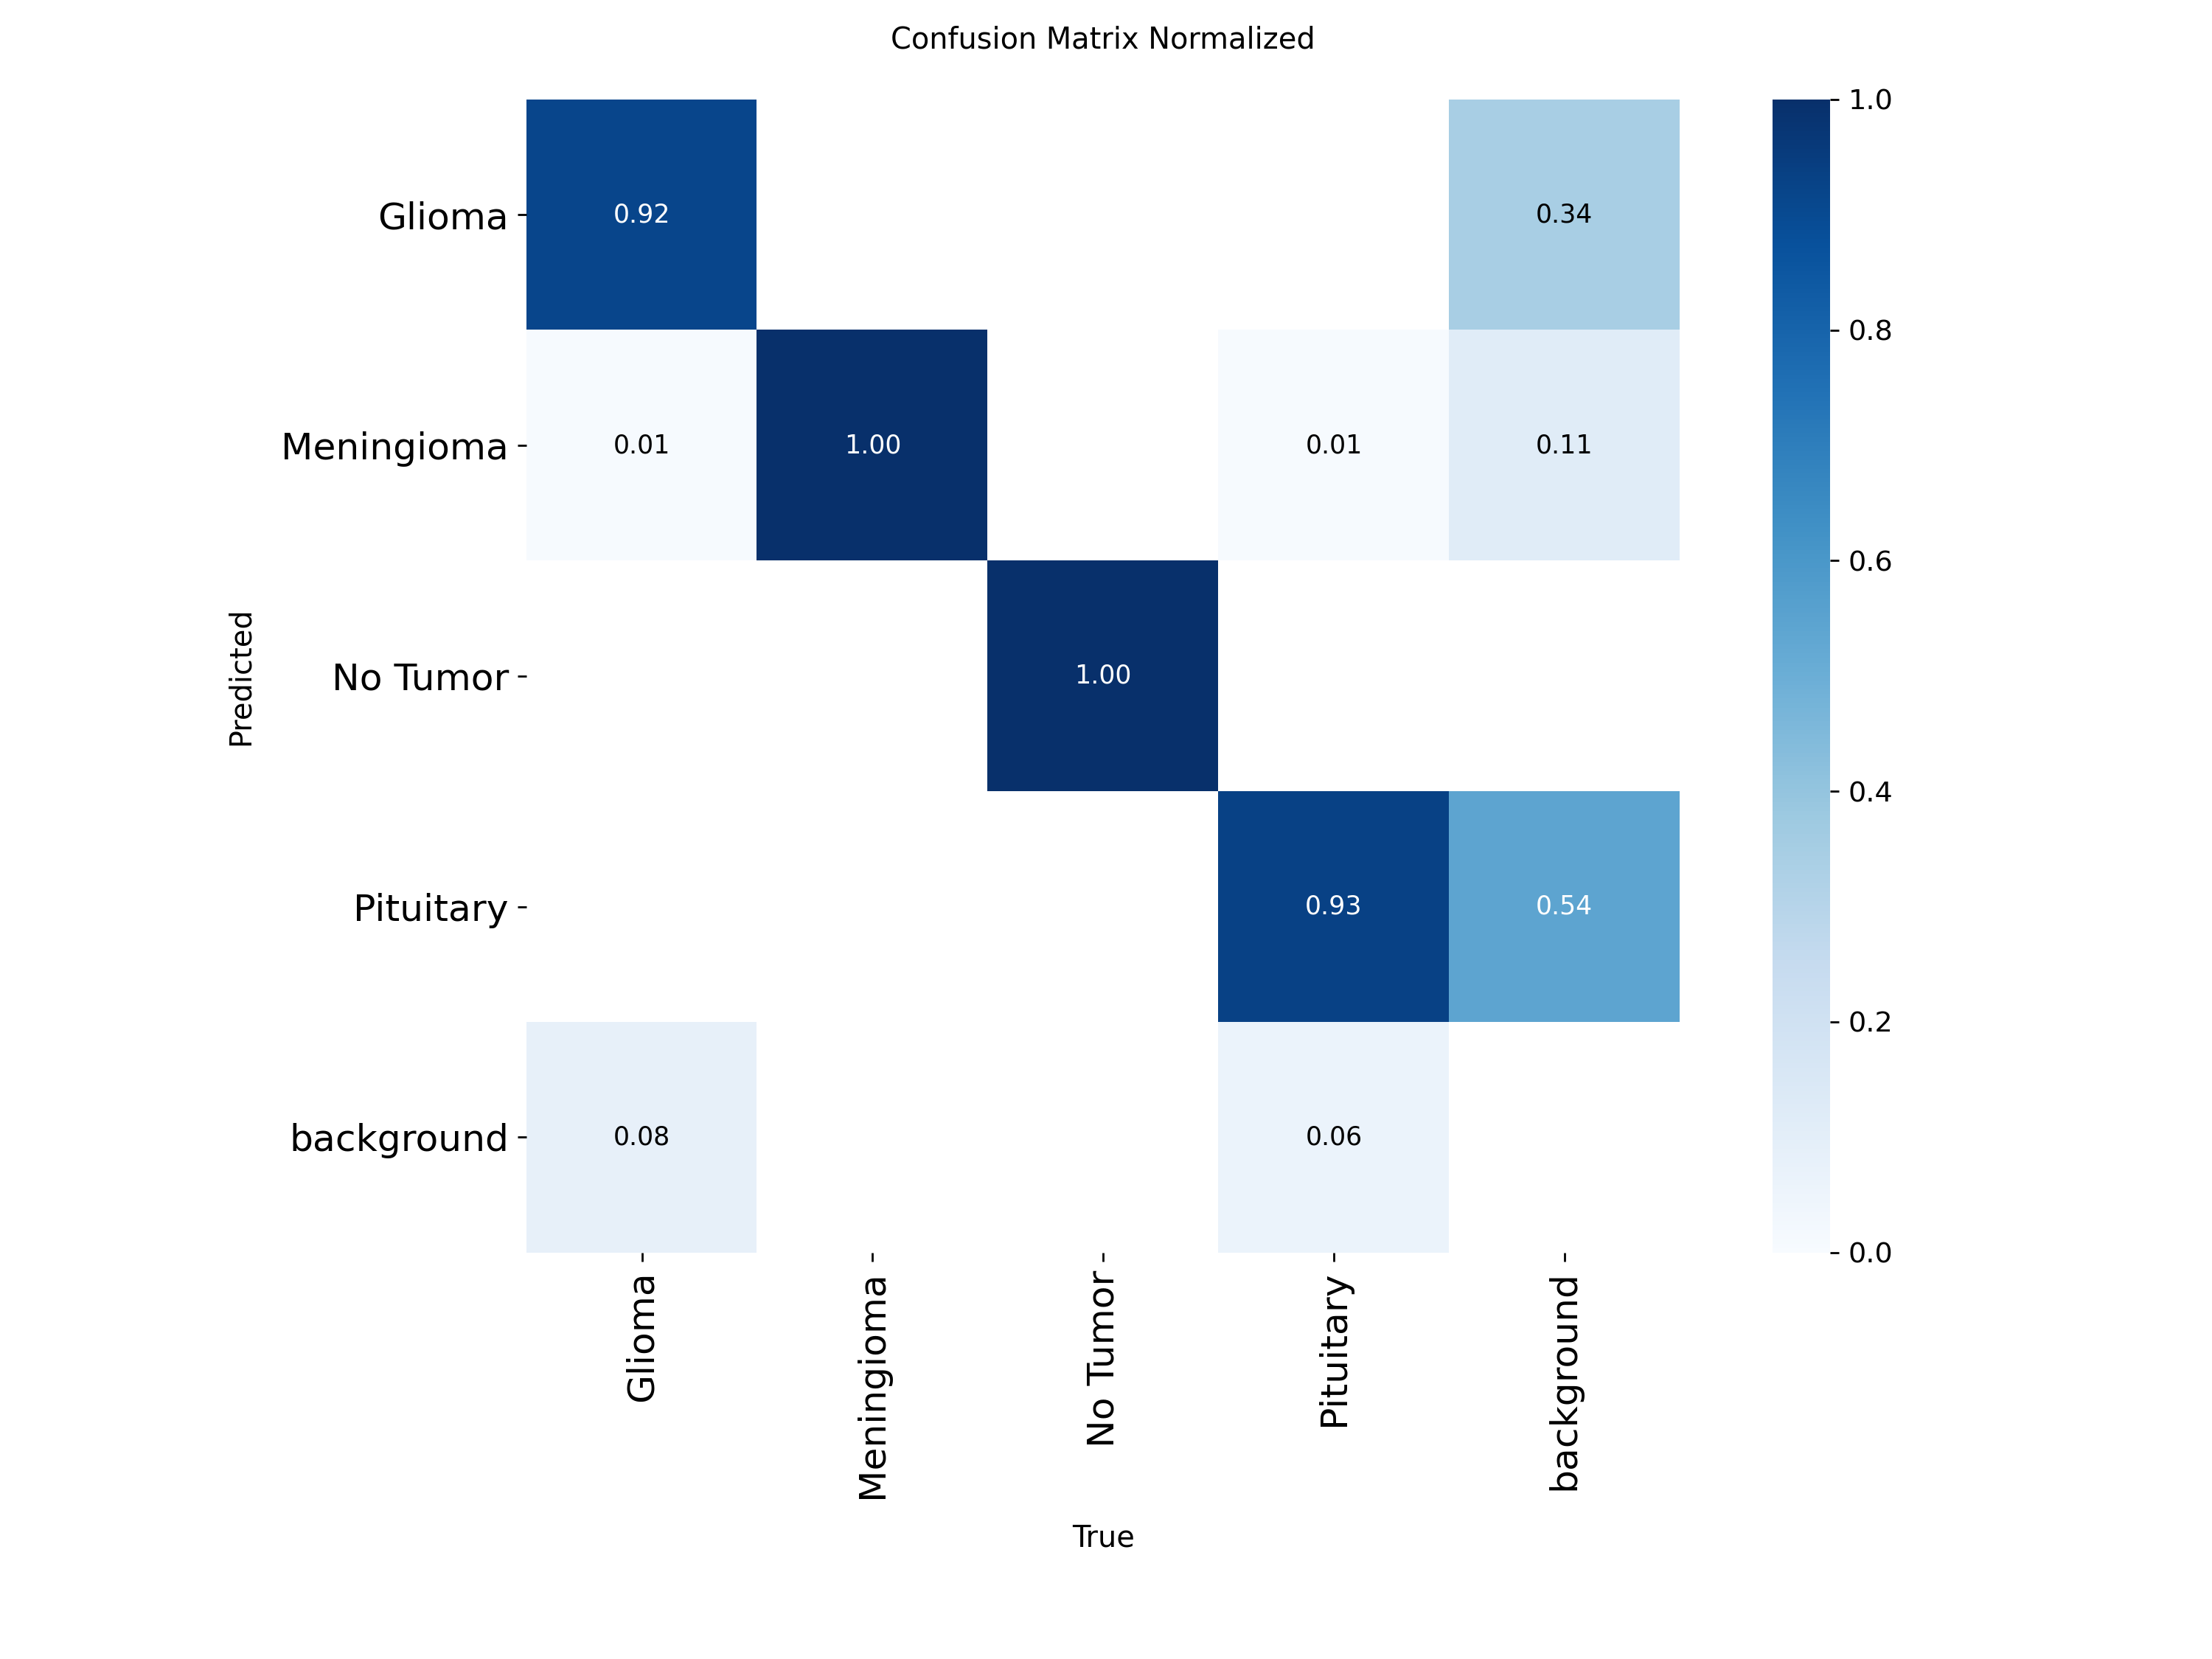 Confusion Matrix Normalized
Glioma
0.92
0.34
Meningioma
0.01
1.00
0.01
0.11
No Tumor
1.00
Pituitary
0.93
0.54
background
0.08
0.06
Predicted
Glioma
Meningioma
No Tumor
Pituitary
background
True
1.0
0.8
0.6
0.4
0.2
0.0